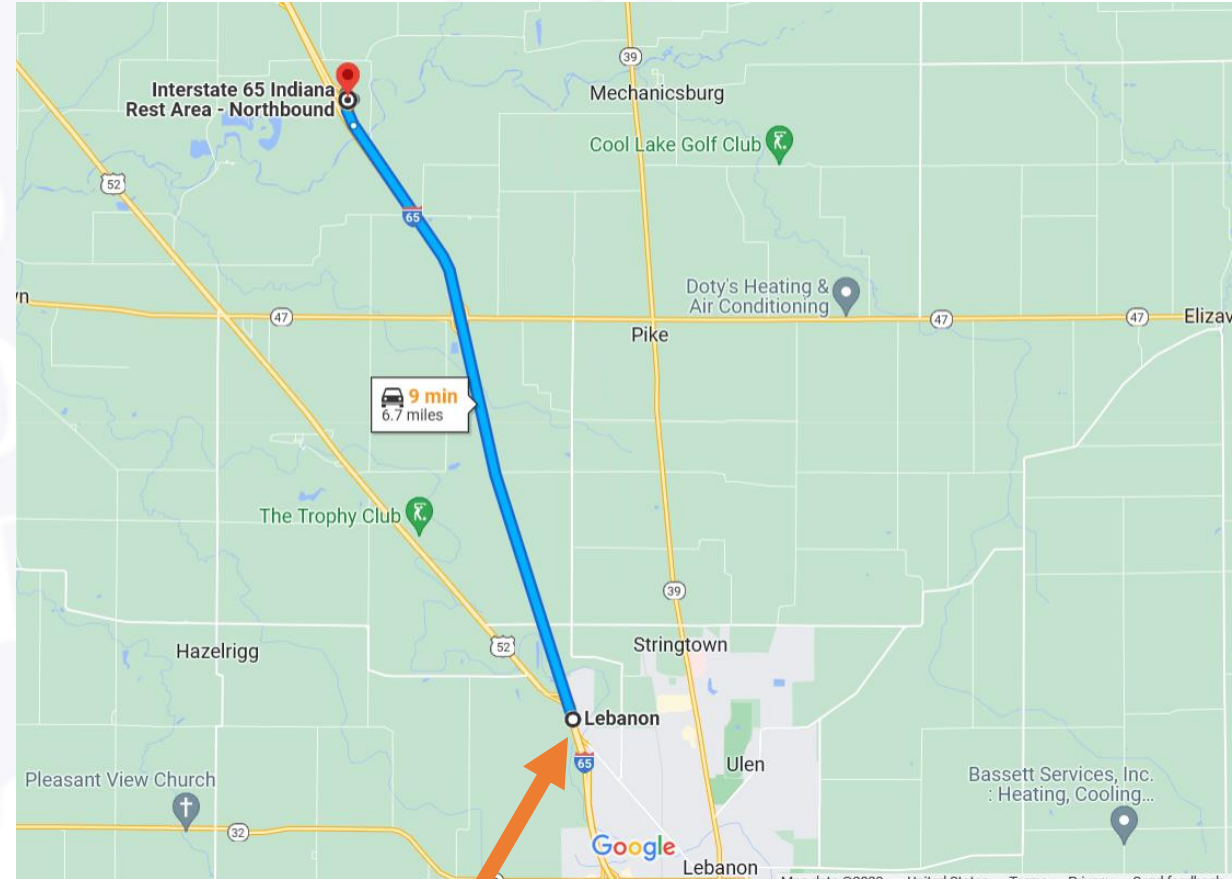 39
Interstate 65 Indiana
Rest Area - Northbound
Mechanicsburg
Cool Lake Golf Club
52
65
Doty's Heating &
Air Conditioning
47
47
47
Elizav
Pike
9 min
6.7 miles
The Trophy Club
39
Hazelrigg
52
Stringtown
Lebanon
65
Ulen
Pleasant View Church
Bassett Services, Inc.
: Heating, Cooling...
32
Google
Lebanon